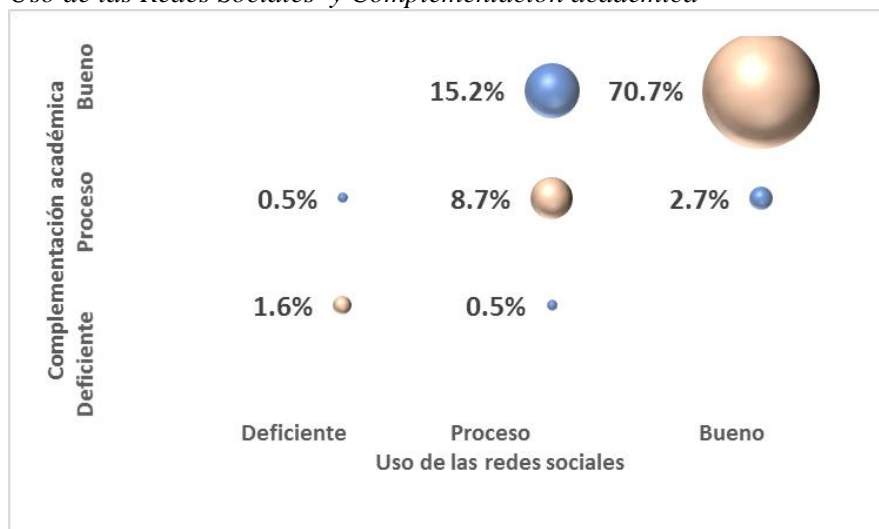 Uso de las Redes Sociales y Complementación académica
Complementación académica
Bueno
Proceso
Deficiente
15.2% 70.7%
0.5% 8.7% 2.7%
1.6% 0.5%
Deficiente Proceso Bueno
Uso de las redes sociales